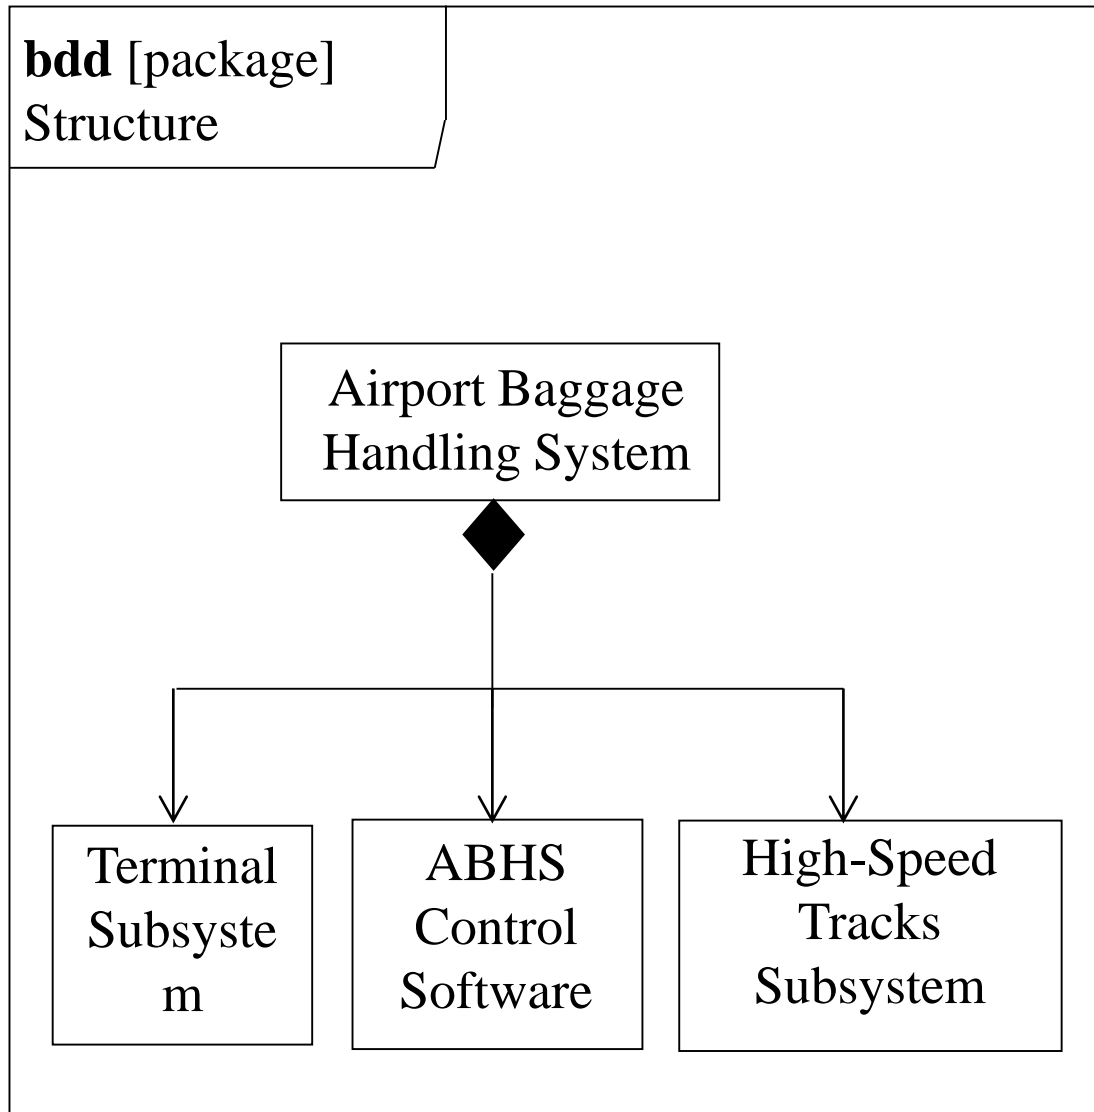 bdd [package]
Structure
Airport Baggage
Handling System
Terminal
Subsyste
m
ABHS
Control
Software
High-Speed
Tracks
Subsystem